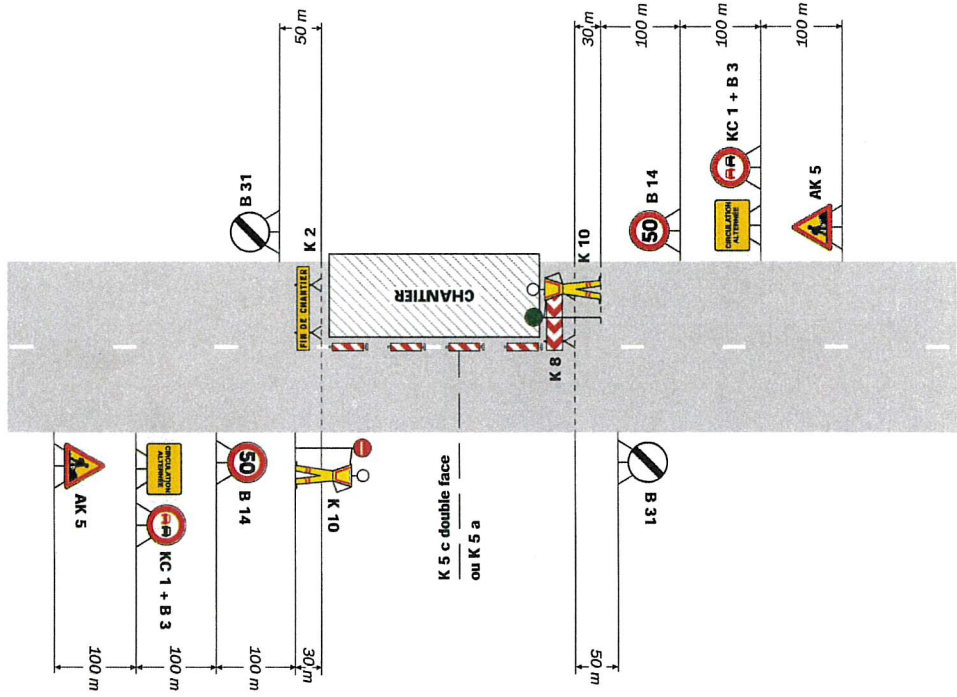 50 m
30 m
100 m
100 m
100 m
B 31
K 2
FIN DE CHANTIER
CHANTIER
K 10
50
B 14
CIRCULATION
ALTERNÉE
KC 1 + B 3
AK 5
K 8
AK 5
CIRCULATION
ALTERNÉE
KC 1 + B 3
50
B 14
K 10
K 5 c double face
ou K 5 a
B 31
100 m
100 m
100 m
30 m
50 m